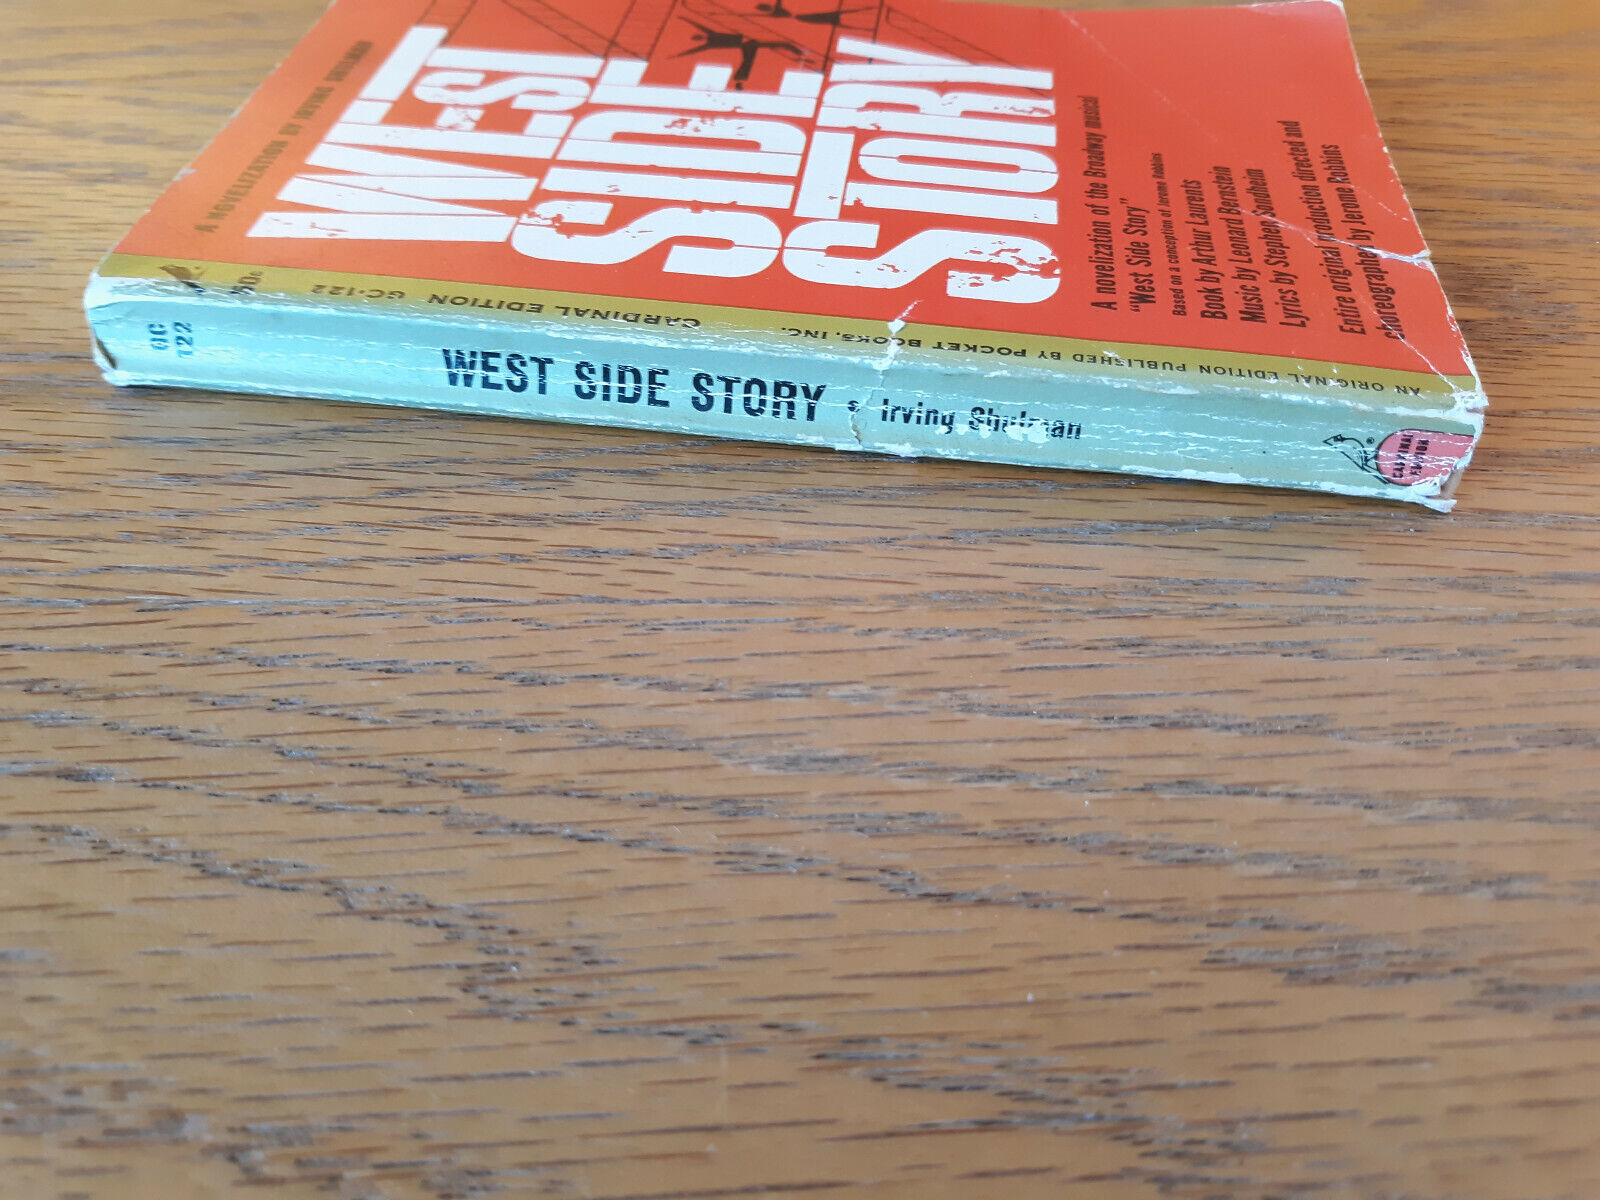 A NOVELIZATION BY IRVING SHULMAN
WEST
SIDE
STORY
A novelization of the Broadway musical
"West Side Story"
Based on a conception of Jerome Robbins
Book by Arthur Laurents
Music by Leonard Bernstein
Lyrics by Stephen Sondheim
Entire original production directed and
choreographed by Jerome Robbins
50¢
GC·122 CARDINAL EDITION
AN ORIGINAL EDITION PUBLISHED BY POCKET BOOKS, INC.
GC
122
WEST SIDE STORY • Irving Shulman
CARDINAL
EDITION
®